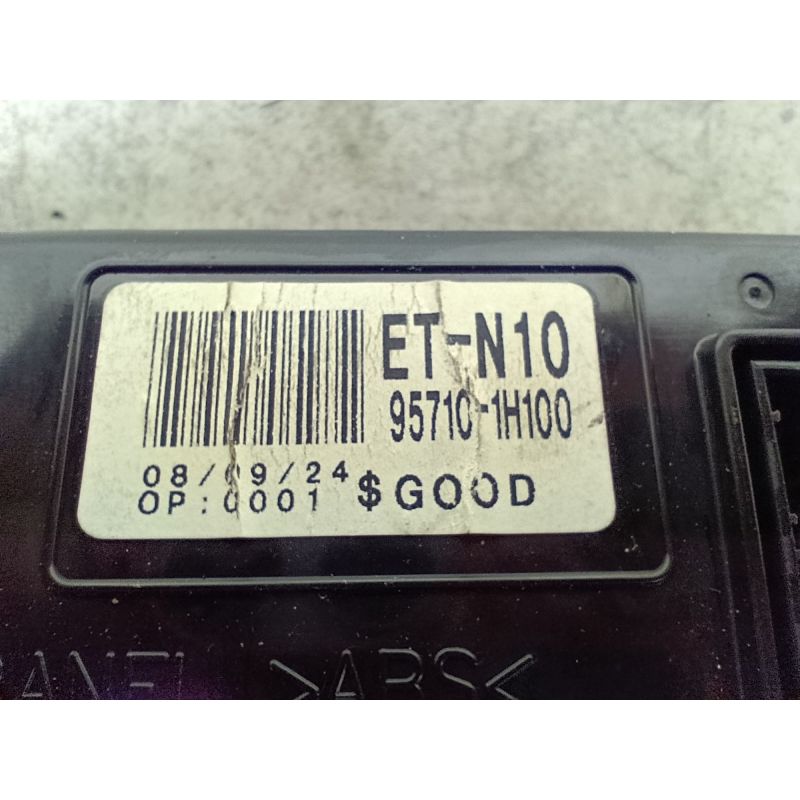 ET-N10
95710-1H100
08/09/24
OP:0001 $GOOD
>ABS<